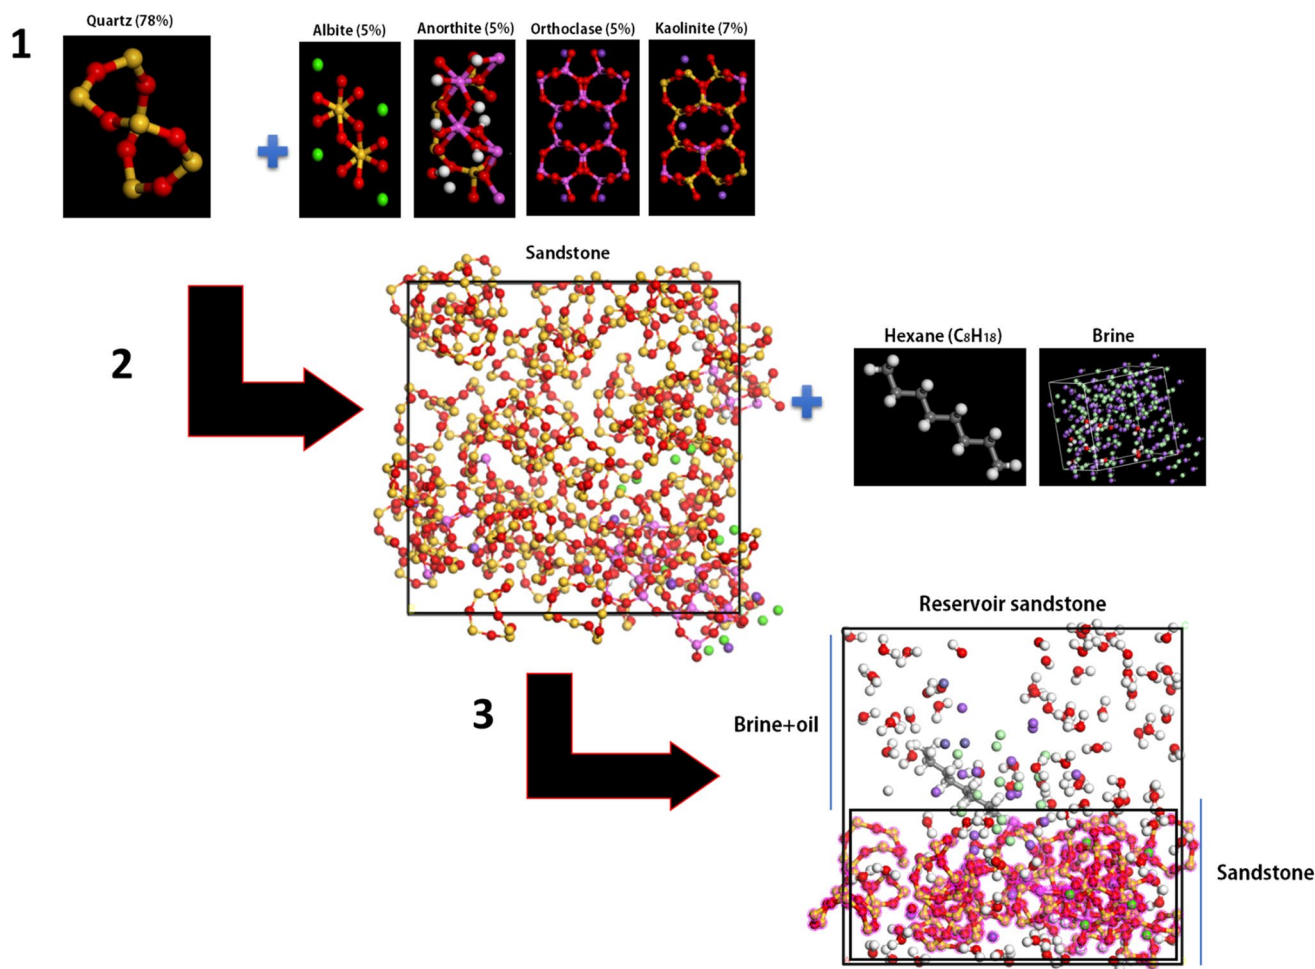 1
Quartz (78%)
Albite (5%)
Anorthite (5%)
Orthoclase (5%)
Kaolinite (7%)
Sandstone
2
Hexane (C8H18)
Brine
Reservoir sandstone
3
Brine+oil
Sandstone